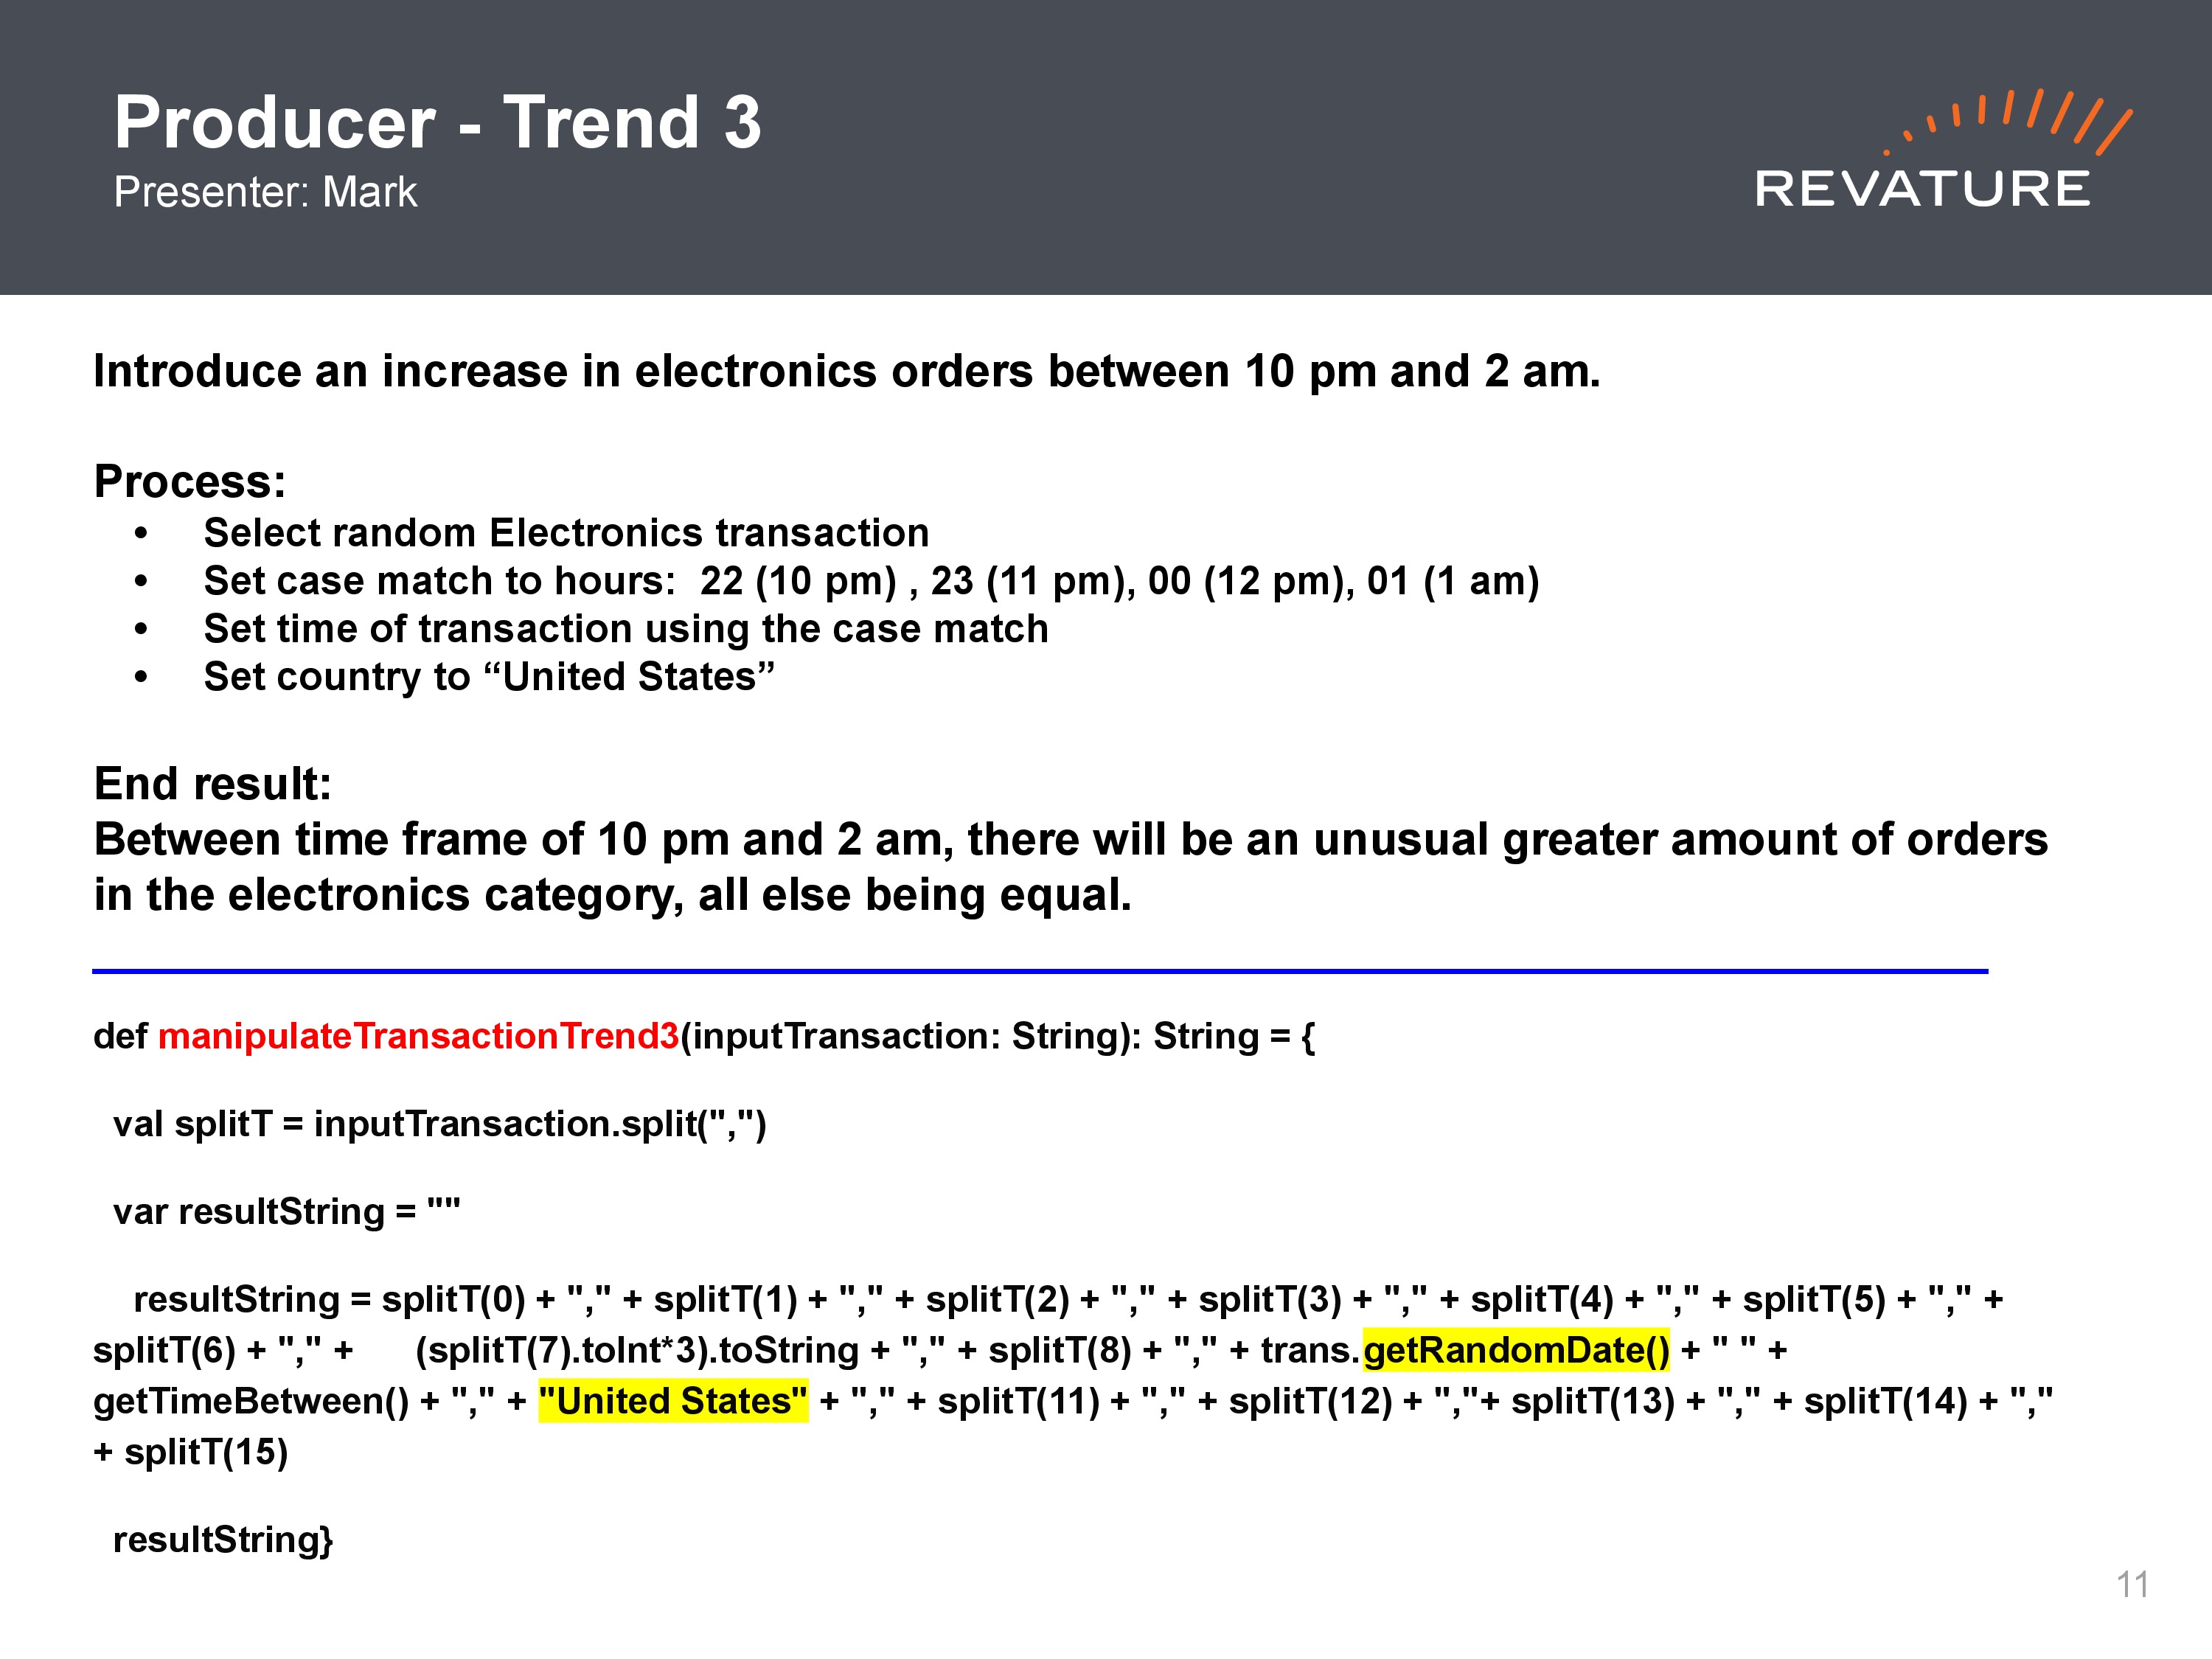 Producer - Trend 3
Presenter: Mark
REVATURE
Introduce an increase in electronics orders between 10 pm and 2 am.
Process:
• Select random Electronics transaction
• Set case match to hours:  22 (10 pm) , 23 (11 pm), 00 (12 pm), 01 (1 am)
• Set time of transaction using the case match
• Set country to “United States”
End result:
Between time frame of 10 pm and 2 am, there will be an unusual greater amount of orders
in the electronics category, all else being equal.
def manipulateTransactionTrend3(inputTransaction: String): String = {
val splitT = inputTransaction.split(",")
var resultString = ""
resultString = splitT(0) + "," + splitT(1) + "," + splitT(2) + "," + splitT(3) + "," + splitT(4) + "," + splitT(5) + "," +
splitT(6) + "," +      (splitT(7).toInt*3).toString + "," + splitT(8) + "," + trans.getRandomDate() + " " +
getTimeBetween() + "," + "United States" + "," + splitT(11) + "," + splitT(12) + ","+ splitT(13) + "," + splitT(14) + ","
+ splitT(15)
resultString}
11